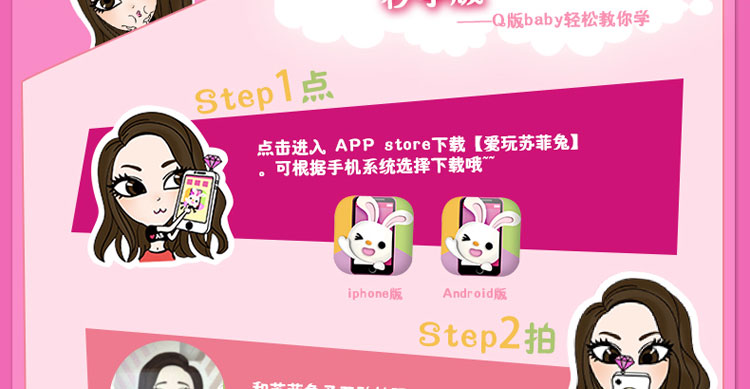 ——Q版baby轻松教你学
Step1点
点击进入 APP store下载【爱玩苏菲兔】
。可根据手机系统选择下载哦~~
iphone版
Android版
Step2拍